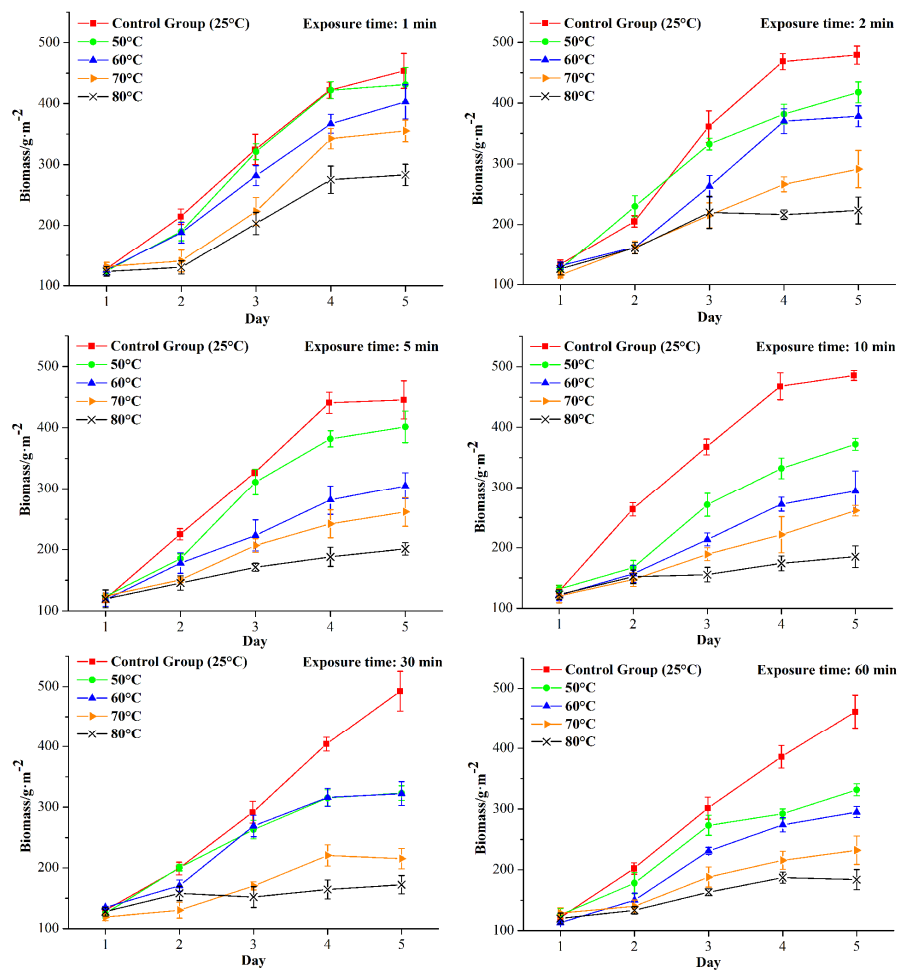 Control Group (25°C) Exposure time: 1 min
50°C
60°C
70°C
80°C
Biomass/g·m-2
500
400
300
200
100
1 2 3 4 5
Day
Control Group (25°C) Exposure time: 2 min
50°C
60°C
70°C
80°C
Biomass/g·m-2
500
400
300
200
100
1 2 3 4 5
Day
Control Group (25°C) Exposure time: 5 min
50°C
60°C
70°C
80°C
Biomass/g·m-2
500
400
300
200
100
1 2 3 4 5
Day
Control Group (25°C) Exposure time: 10 min
50°C
60°C
70°C
80°C
Biomass/g·m-2
500
400
300
200
100
1 2 3 4 5
Day
Control Group (25°C) Exposure time: 30 min
50°C
60°C
70°C
80°C
Biomass/g·m-2
500
400
300
200
100
1 2 3 4 5
Day
Control Group (25°C) Exposure time: 60 min
50°C
60°C
70°C
80°C
Biomass/g·m-2
500
400
300
200
100
1 2 3 4 5
Day